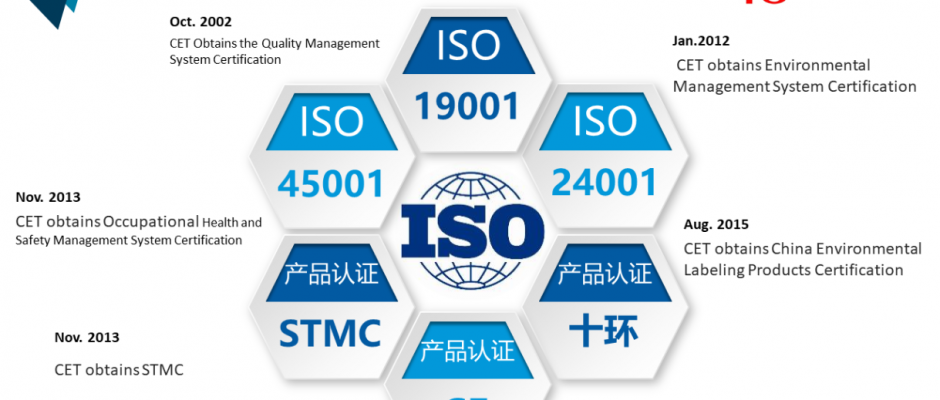 Oct. 2002
CET Obtains the Quality Management
System Certification
ISO
19001
Jan.2012
CET obtains Environmental
Management System Certification
ISO
45001
ISO
24001
Nov. 2013
CET obtains Occupational Health and
Safety Management System Certification
ISO
Aug. 2015
CET obtains China Environmental
Labeling Products Certification
产品认证
STMC
产品认证
十环
Nov. 2013
CET obtains STMC
产品认证